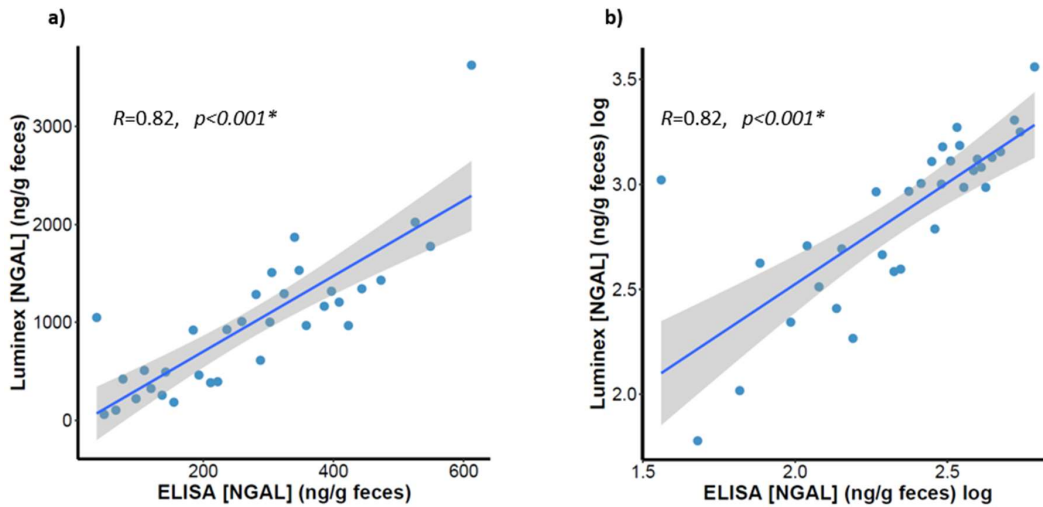 a)
R=0.82, p<0.001*
Luminex [NGAL] (ng/g feces)
3000
2000
1000
0
200
400
600
ELISA [NGAL] (ng/g feces)
b)
R=0.82, p<0.001*
Luminex [NGAL] (ng/g feces) log
3.5
3.0
2.5
2.0
1.5
2.0
2.5
ELISA [NGAL] (ng/g feces) log